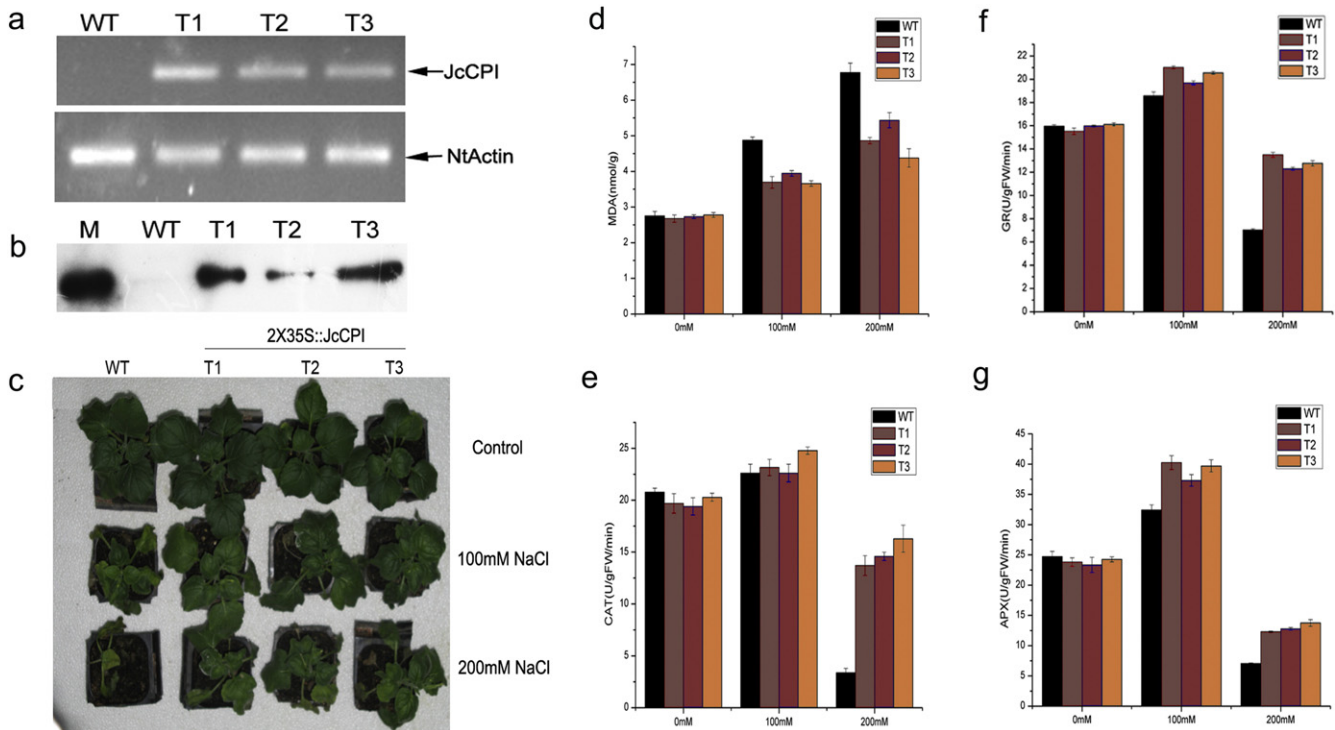 a
WT T1 T2 T3
JcCPI
NtActin
b
M WT T1 T2 T3
2X35S::JcCPI
c
WT T1 T2 T3
Control
100mM NaCl
200mM NaCl
d
WT
T1
T2
T3
MDA(nmol/g)
7
6
5
4
3
2
1
0
0mM 100mM 200mM
e
WT
T1
T2
T3
CAT(U/gFW/min)
25
20
15
10
5
0
0mM 100mM 200mM
f
WT
T1
T2
T3
GR(U/gFW/min)
22
20
18
16
14
12
10
8
6
4
2
0
0mM 100mM 200mM
g
WT
T1
T2
T3
APX(U/gFW/min)
45
40
35
30
25
20
15
10
5
0
0mM 100mM 200mM